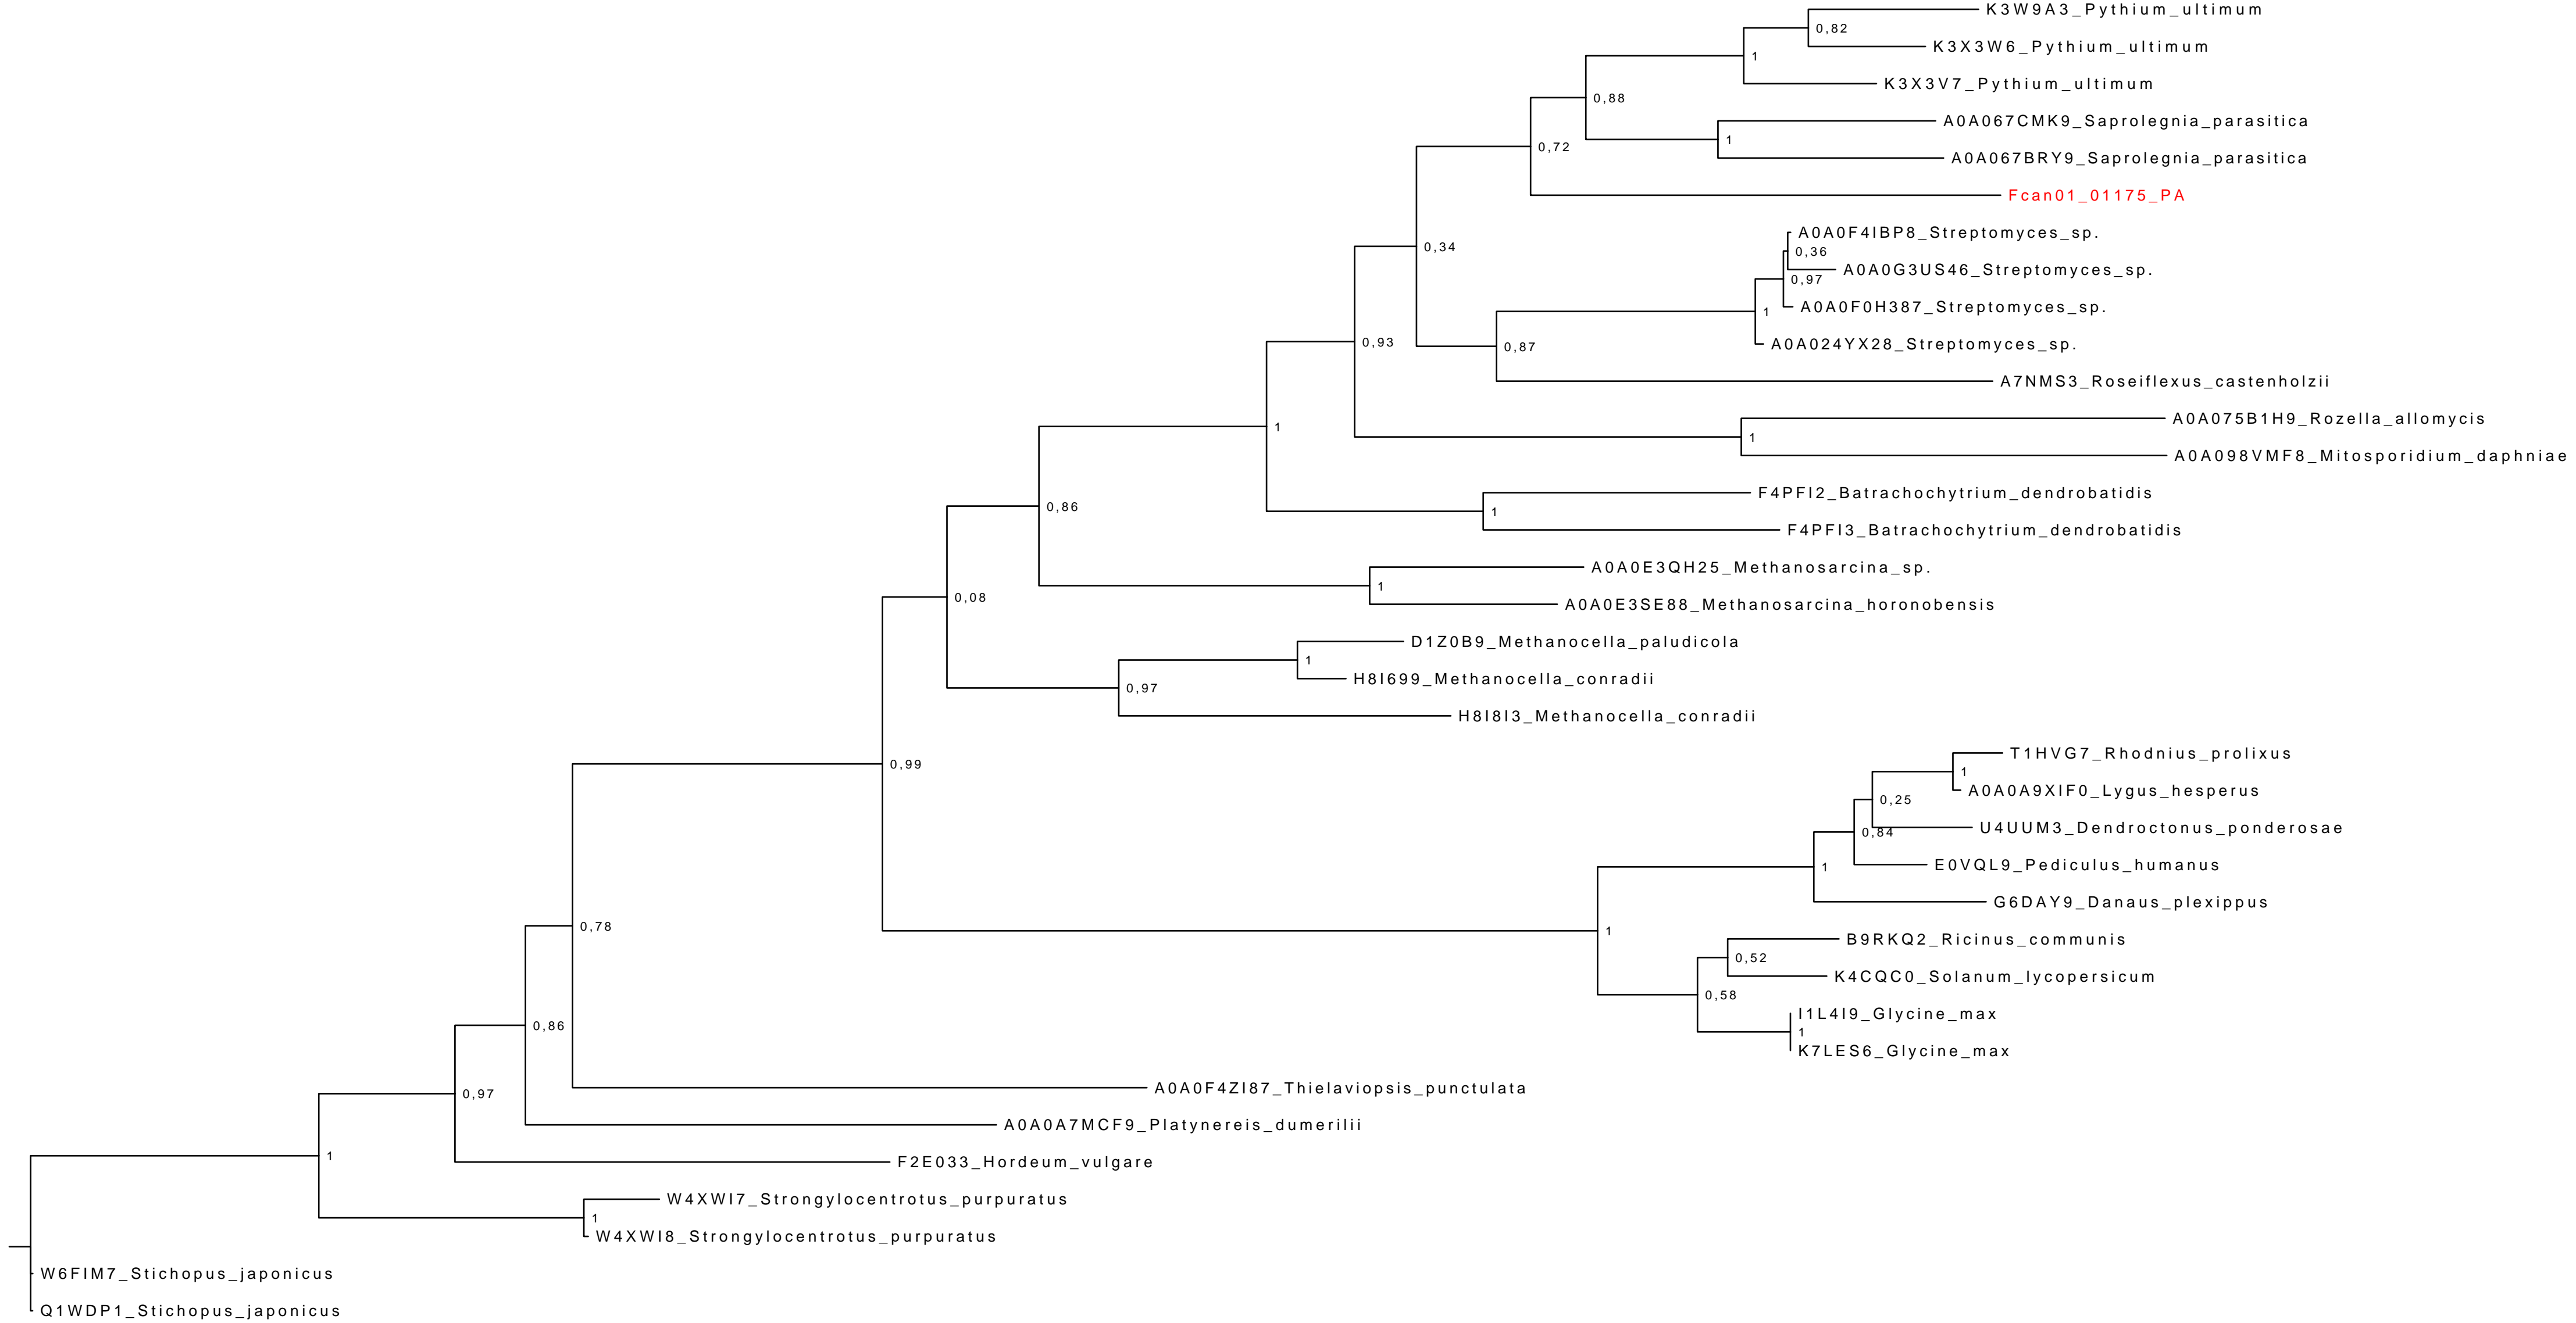 K3W9A3_Pythium_ultimum
0,82
K3X3W6_Pythium_ultimum
1
K3X3V7_Pythium_ultimum
0,88
A0A067CMK9_Saprolegnia_parasitica
1
0,72
A0A067BRY9_Saprolegnia_parasitica
Fcan01_01175_PA
A0A0F4IBP8_Streptomyces_sp.
0,34
0,36
A0A0G3US46_Streptomyces_sp.
0,97
A0A0F0H387_Streptomyces_sp.
1
0,93
A0A024YX28_Streptomyces_sp.
0,87
A7NMS3_Roseiflexus_castenholzii
A0A075B1H9_Rozella_allomycis
1
1
A0A098VMF8_Mitosporidium_daphniae
F4PFI2_Batrachochytrium_dendrobatidis
0,86
1
F4PFI3_Batrachochytrium_dendrobatidis
A0A0E3QH25_Methanosarcina_sp.
1
0,08
A0A0E3SE88_Methanosarcina_horonobensis
D1Z0B9_Methanocella_paludicola
1
H8I699_Methanocella_conradii
0,97
H8I8I3_Methanocella_conradii
T1HVG7_Rhodnius_prolixus
0,99
1
A0A0A9XIF0_Lygus_hesperus
0,25
U4UUM3_Dendroctonus_ponderosae
0,84
E0VQL9_Pediculus_humanus
1
G6DAY9_Danaus_plexippus
0,78
1
B9RKQ2_Ricinus_communis
0,52
K4CQC0_Solanum_lycopersicum
0,58
I1L4I9_Glycine_max
0,86
1
K7LES6_Glycine_max
A0A0F4ZI87_Thielaviopsis_punctulata
0,97
A0A0A7MCF9_Platynereis_dumerilii
1
F2E033_Hordeum_vulgare
W4XWI7_Strongylocentrotus_purpuratus
1
W4XWI8_Strongylocentrotus_purpuratus
W6FIM7_Stichopus_japonicus
Q1WDP1_Stichopus_japonicus